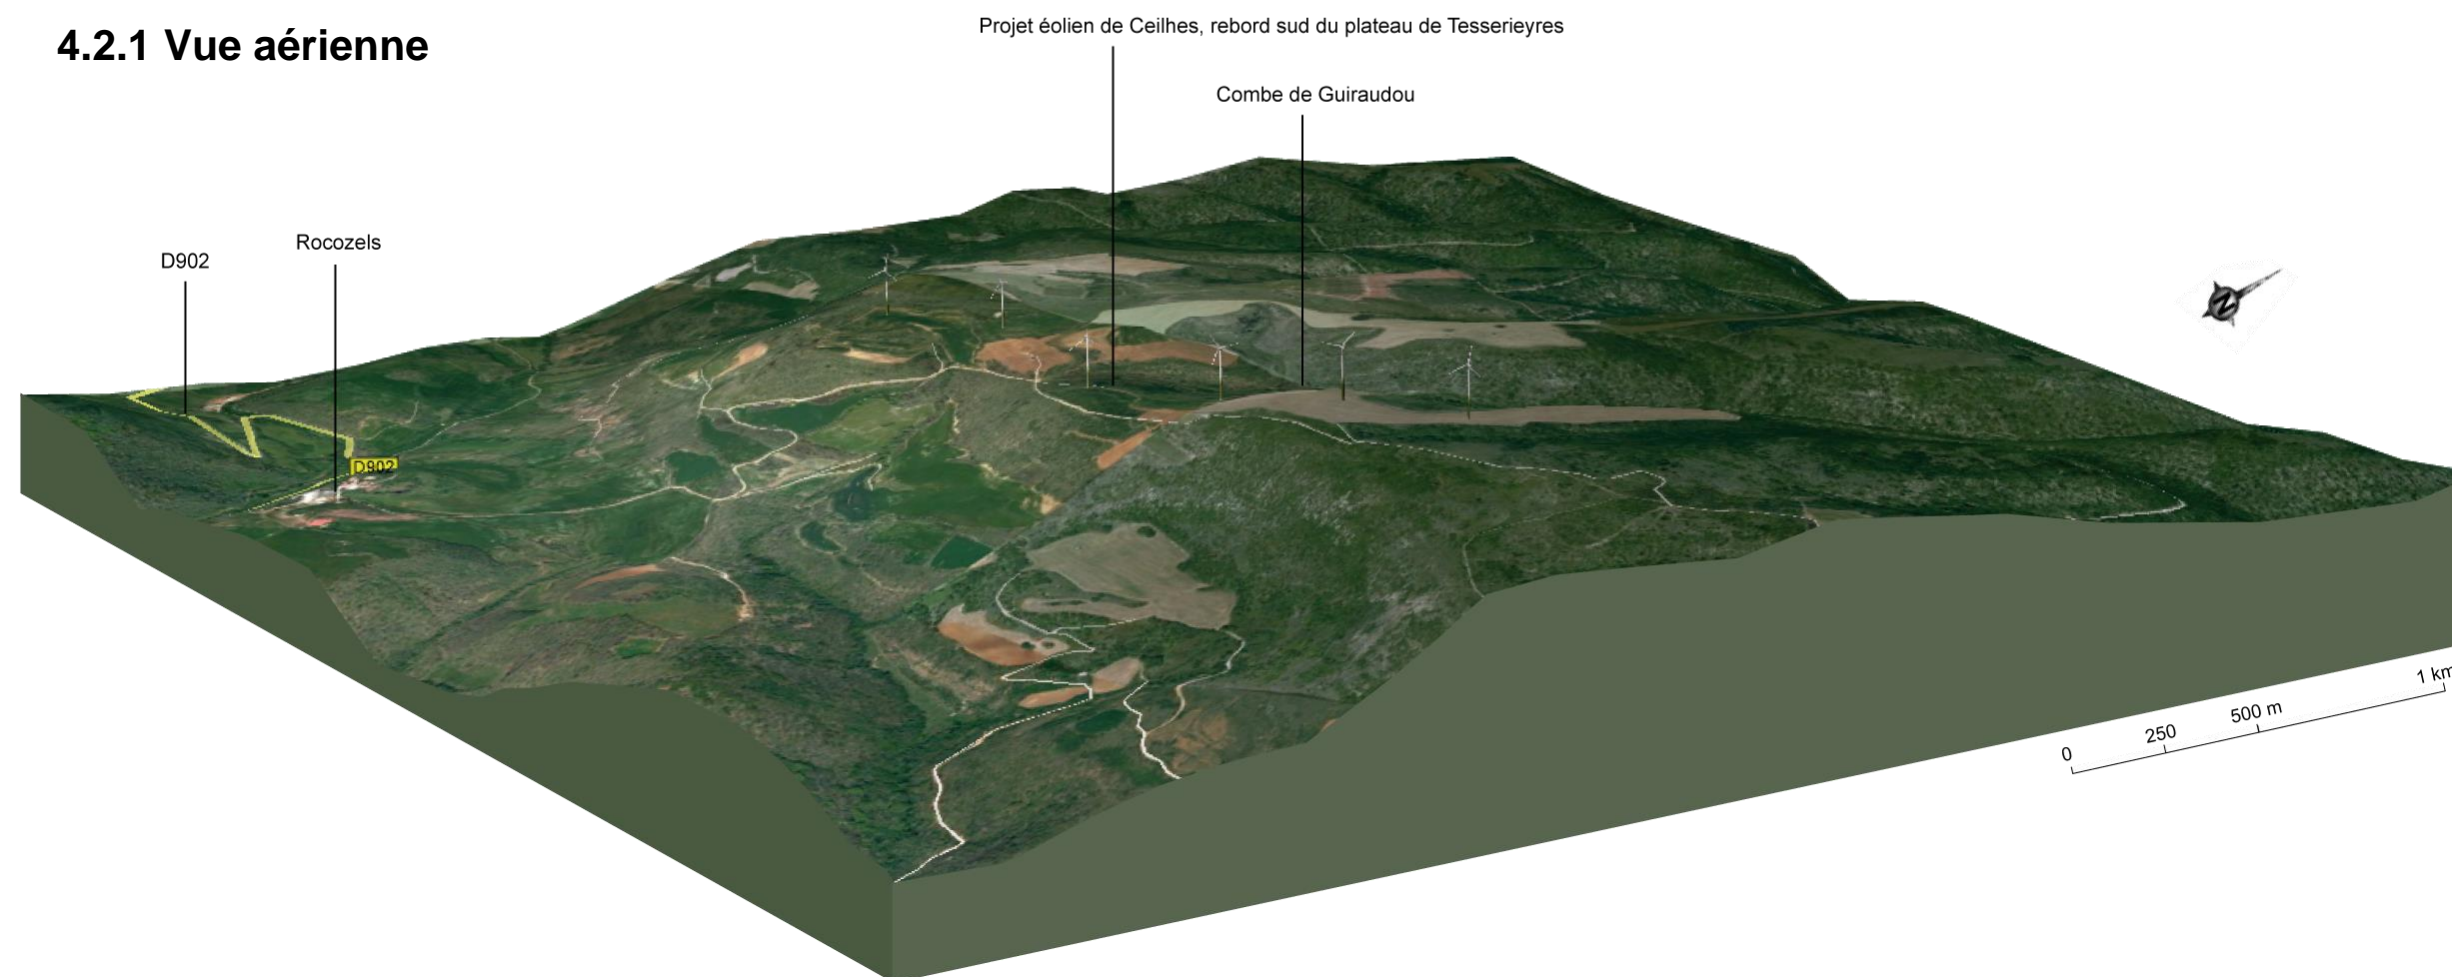 4.2.1 Vue aérienne
Projet éolien de Ceilhes, rebord sud du plateau de Tesserieyres
Combe de Guiraudou
Rocozels
D902
D902
N
0
250
500 m
1 km